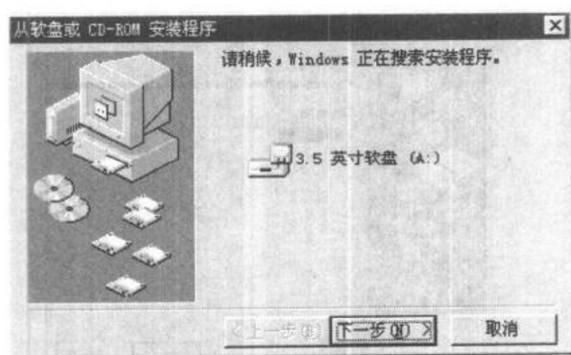 从软盘或 CD-ROM 安装程序
请稍候，Windows 正在搜索安装程序。
3.5 英寸软盘 (A:)
<上一步(B) 下一步(N) > 取消